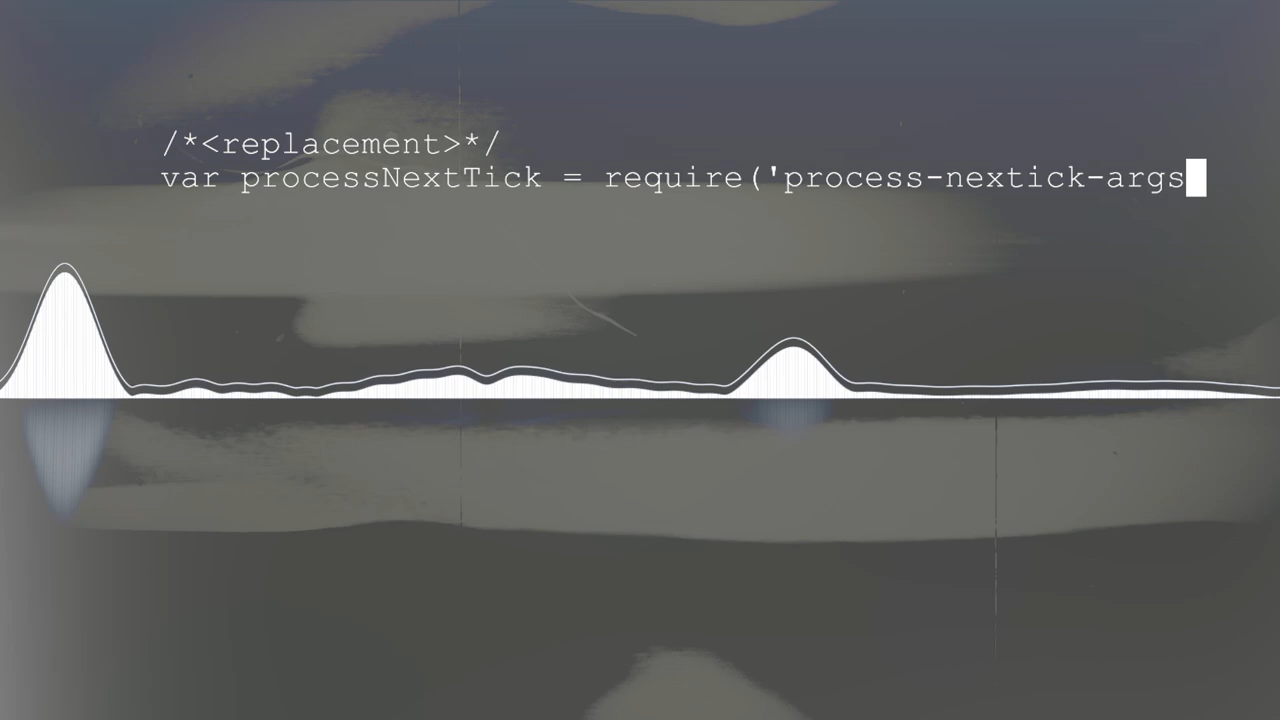 /*<replacement>*/
var processNextTick = require('process-nextick-args